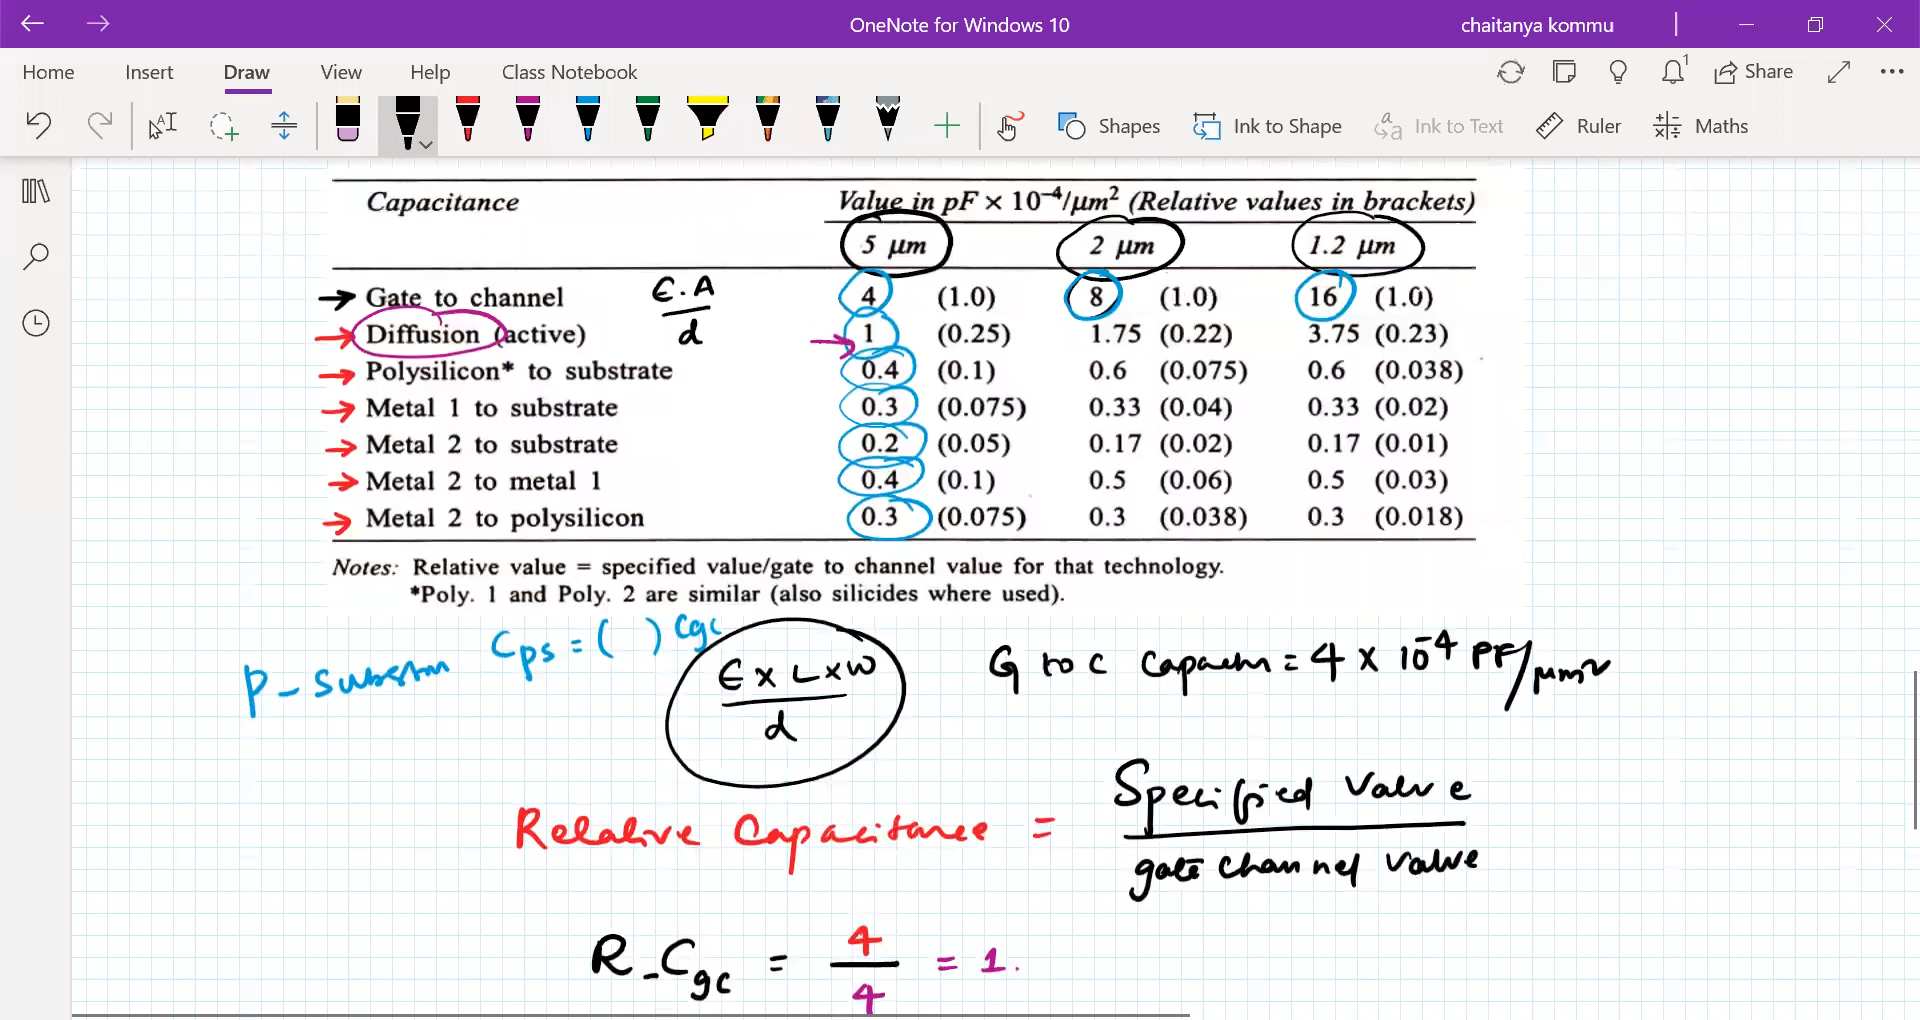 OneNote for Windows 10
chaitanya kommu
Home Insert Draw View Help Class Notebook
1 Share
Shapes Ink to Shape Ink to Text Ruler Maths
Capacitance Value in pF × 10⁻⁴/μm² (Relative values in brackets)
5 μm 2 μm 1.2 μm
Gate to channel 4 (1.0) 8 (1.0) 16 (1.0)
Diffusion (active) 1 (0.25) 1.75 (0.22) 3.75 (0.23)
Polysilicon* to substrate 0.4 (0.1) 0.6 (0.075) 0.6 (0.038)
Metal 1 to substrate 0.3 (0.075) 0.33 (0.04) 0.33 (0.02)
Metal 2 to substrate 0.2 (0.05) 0.17 (0.02) 0.17 (0.01)
Metal 2 to metal 1 0.4 (0.1) 0.5 (0.06) 0.5 (0.03)
Metal 2 to polysilicon 0.3 (0.075) 0.3 (0.038) 0.3 (0.018)
ϵ.A
d
Notes: Relative value = specified value/gate to channel value for that technology.
*Poly. 1 and Poly. 2 are similar (also silicides where used).
Cps = ( ) Cgc
P-
ϵ x L x W
d
G to C = 4 x 10⁻⁴ PF/μm²
Relative Capacitance =
Specified value
gate channel value
R-Cgc = 4
4
= 1.